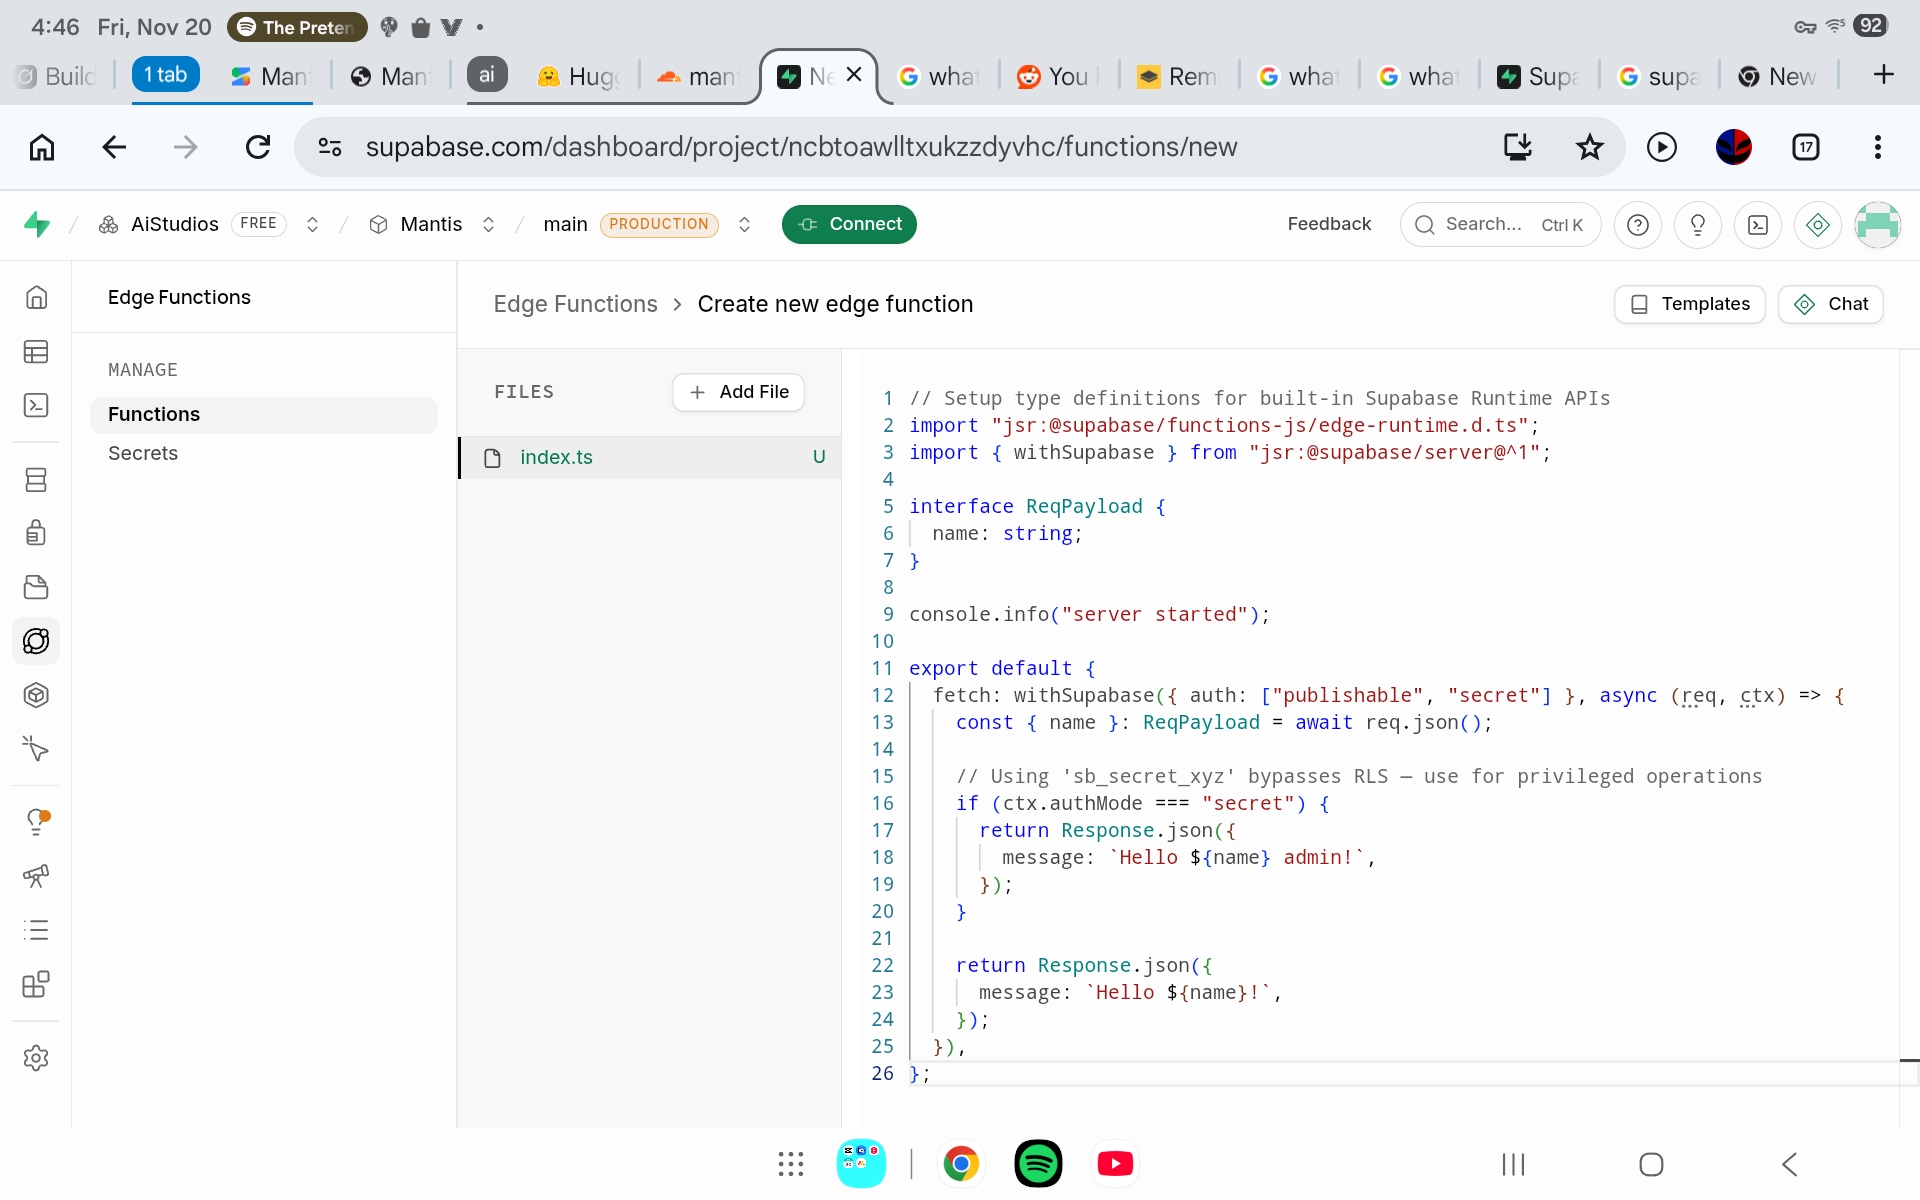 4:46 Fri, Nov 20 The Preten 92
Build 1 tab Mant Man ai Hugg man Ne what You Rem what what Supa supa New
supabase.com/dashboard/project/ncbtoawlltxukzzdyvhc/functions/new 17
AiStudios FREE / Mantis / main PRODUCTION Connect Feedback Search... Ctrl K
Edge Functions
MANAGE
Functions
Secrets
Edge Functions > Create new edge function Templates Chat
FILES + Add File
index.ts U
1 // Setup type definitions for built-in Supabase Runtime APIs
2 import "jsr:@supabase/functions-js/edge-runtime.d.ts";
3 import { withSupabase } from "jsr:@supabase/server@^1";
4
5 interface ReqPayload {
6 name: string;
7 }
8
9 console.info("server started");
10
11 export default {
12 fetch: withSupabase({ auth: ["publishable", "secret"] }, async (req, ctx) => {
13 const { name }: ReqPayload = await req.json();
14
15 // Using 'sb_secret_xyz' bypasses RLS — use for privileged operations
16 if (ctx.authMode === "secret") {
17 return Response.json({
18 message: `Hello ${name} admin!`,
19 });
20 }
21
22 return Response.json({
23 message: `Hello ${name}!`,
24 });
25 }),
26 };